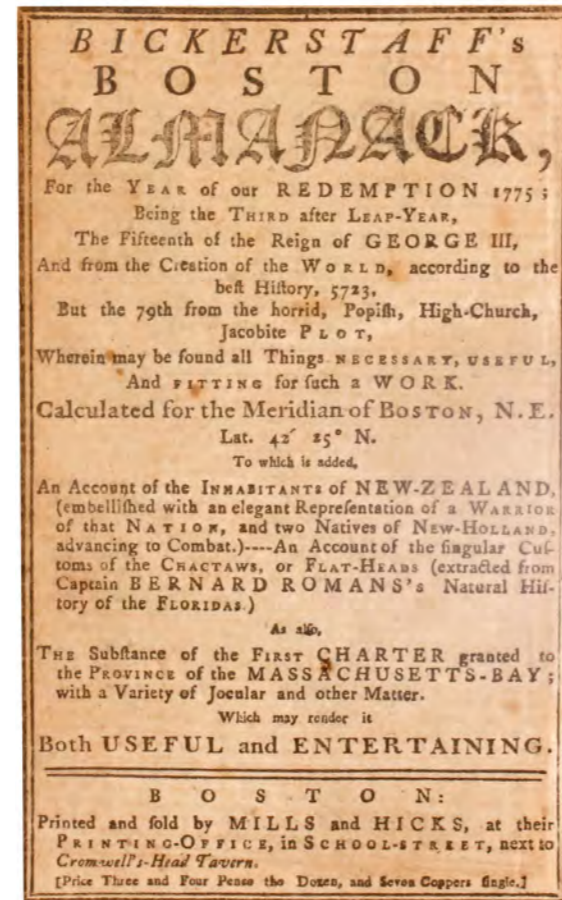 BICKERSTAFF's
BOSTON
ALMANACK,
For the YEAR of our REDEMPTION 1775;
Being the THIRD after LEAP-YEAR,
The Fifteenth of the Reign of GEORGE III,
And from the Creation of the WORLD, according to the
beſt Hiſtory, 5723,
But the 79th from the horrid, Popiſh, High-Church,
Jacobite PLOT,
Wherein may be found all Things NECESSARY, USEFUL,
And FITTING for ſuch a WORK.
Calculated for the Meridian of BOSTON, N.E.
Lat. 42′ 25° N.
To which is added,
An Account of the INHABITANTS of NEW-ZEALAND,
(embelliſhed with an elegant Repreſentation of a WARRIOR
of that NATION, and two Natives of NEW-HOLLAND,
advancing to Combat.)----An Account of the ſingular Cuſ-
toms of the CHACTAWS, or FLAT-HEADS (extracted from
Captain BERNARD ROMANS's Natural Hiſ-
tory of the FLORIDAS.)
As alſo,
THE Subſtance of the FIRST CHARTER granted to
the PROVINCE of the MASSACHUSETTS-BAY;
with a Variety of Jocular and other Matter.
Which may render it
Both USEFUL and ENTERTAINING.
BOSTON:
Printed and ſold by MILLS and HICKS, at their
PRINTING-OFFICE, in SCHOOL-STREET, next to
Cromwell's-Head Tavern.
[Price Three and Four Pence the Dozen, and Seven Coppers ſingle.]